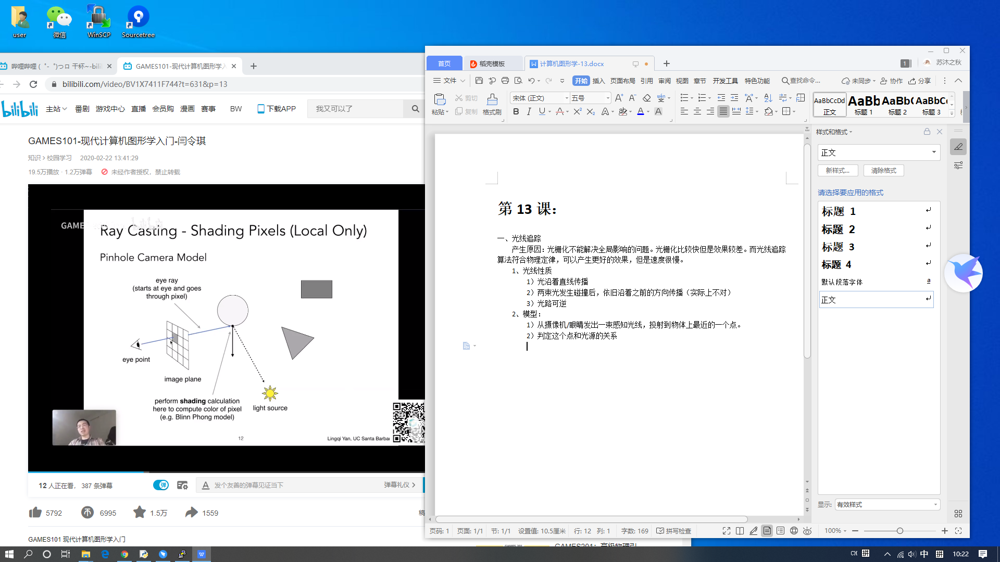 user
微信
WinSCP
Sourcetree
哔哩哔哩 ( ゜- ゜)つロ 干杯~-bili
GAMES101-现代计算机图形学入
bilibili.com/video/BV1X7411F744?t=631&p=13
bilibili
主站 番剧 游戏中心 直播 会员购 漫画 赛事 BW 下载APP
我又可以了
GAMES101-现代计算机图形学入门-闫令琪
知识 > 校园学习 2020-02-22 13:41:29
19.5万播放 · 1.2万弹幕 未经作者授权，禁止转载
GAME
Ray Casting - Shading Pixels (Local Only)
Pinhole Camera Model
eye ray
(starts at eye and goes
through pixel)
eye point
image plane
perform shading calculation
here to compute color of pixel
(e.g. Blinn Phong model)
light source
12
Lingqi Yan, UC Santa Barbar
12 人正在看， 387 条弹幕
弹
发个友善的弹幕见证当下
弹幕礼仪 >
5792 6995 1.5万 1559
稿
GAMES101 现代计算机图形学入门
首页 稻壳模板 计算机图形学-13.docx
1 苏沐之秋
文件 开始 插入 页面布局 引用 审阅 视图 章节 开发工具 特色功能 查找命令... 未同步 协作 分享
粘贴 剪切 复制 格式刷
宋体 (正文) 五号
AaBbCcDd AaBb AaBb( AaBbC
正文 标题 1 标题 2 标题 3
样式和格式
正文
新样式... 清除格式
请选择要应用的格式
标题 1
标题 2
标题 3
标题 4
默认段落字体 a
正文
显示: 有效样式
第 13 课：
一、光线追踪
产生原因：光栅化不能解决全局影响的问题。光栅化比较快但是效果较差。而光线追踪
算法符合物理定律，可以产生更好的效果，但是速度很慢。
1、光线性质
1）光沿着直线传播
2）两束光发生碰撞后，依旧沿着之前的方向传播（实际上不对）
3）光路可逆
2、模型：
1）从摄像机/眼睛发出一束感知光线，投射到物体上最近的一个点。
2）判定这个点和光源的关系
页码: 1 页面: 1/1 节: 1/1 设置值: 10.5厘米 行: 12 列: 1 字数: 169 拼写检查
100%
CH 拼 中 拼 10:22